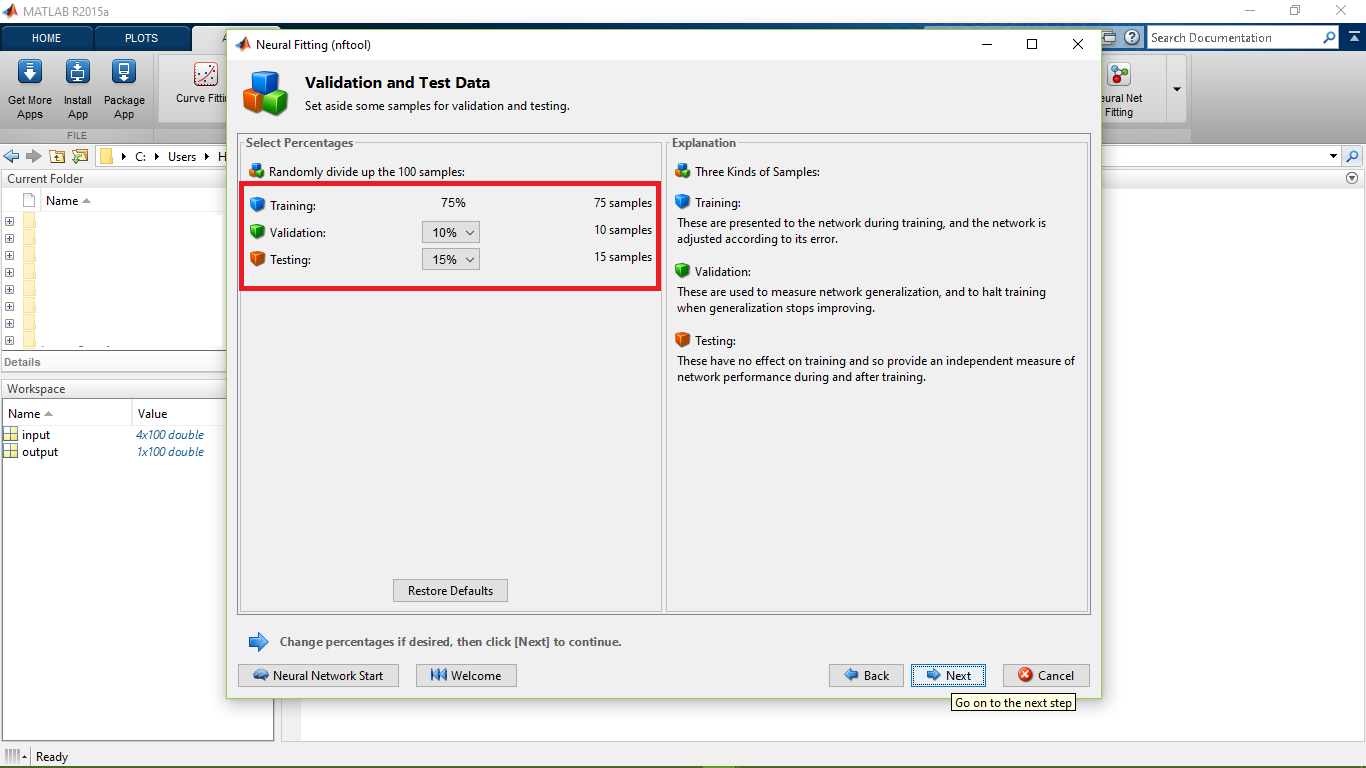 MATLAB R2015a
HOME
PLOTS
A
Search Documentation
Get More Apps
Install App
Package App
Curve Fitti
eural Net Fitting
FILE
C:
Users
H
Current Folder
Name
Details
Workspace
Name
Value
input
4x100 double
output
1x100 double
Neural Fitting (nftool)
Validation and Test Data
Set aside some samples for validation and testing.
Select Percentages
Randomly divide up the 100 samples:
Training: 75% 75 samples
Validation: 10% 10 samples
Testing: 15% 15 samples
Restore Defaults
Explanation
Three Kinds of Samples:
Training:
These are presented to the network during training, and the network is
adjusted according to its error.
Validation:
These are used to measure network generalization, and to halt training
when generalization stops improving.
Testing:
These have no effect on training and so provide an independent measure of
network performance during and after training.
Change percentages if desired, then click [Next] to continue.
Neural Network Start
Welcome
Back
Next
Cancel
Go on to the next step
Ready